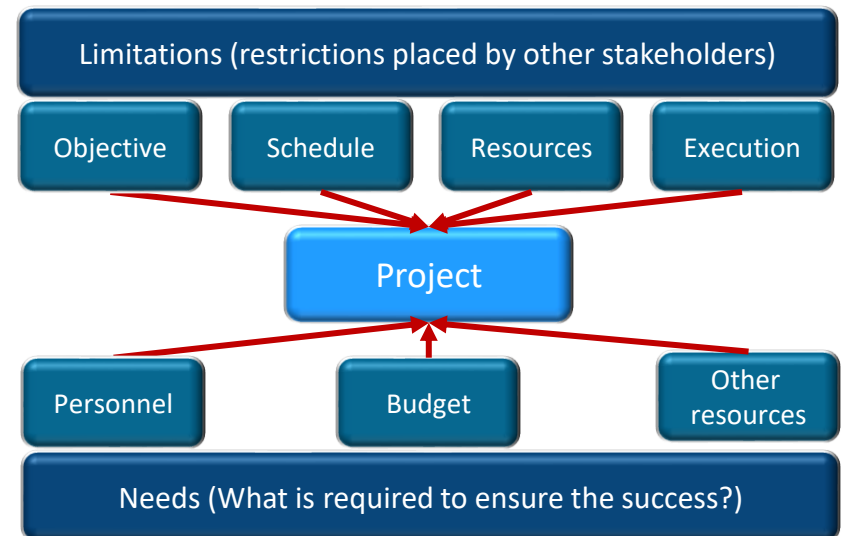 Limitations (restrictions placed by other stakeholders)
Objective
Schedule
Resources
Execution
Project
Personnel
Budget
Other
resources
Needs (What is required to ensure the success?)